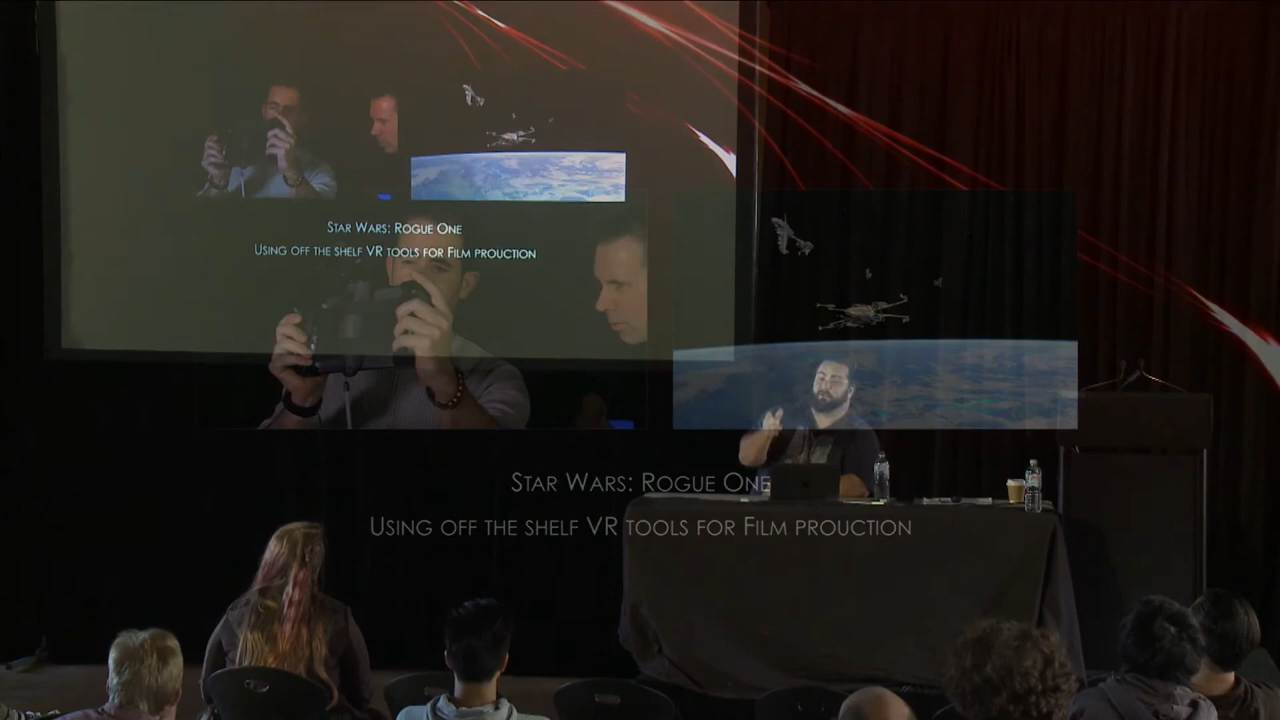 Star Wars: Rogue One
Using off the shelf VR tools for Film prouction
Star Wars: Rogue One
Using off the shelf VR tools for Film prouction